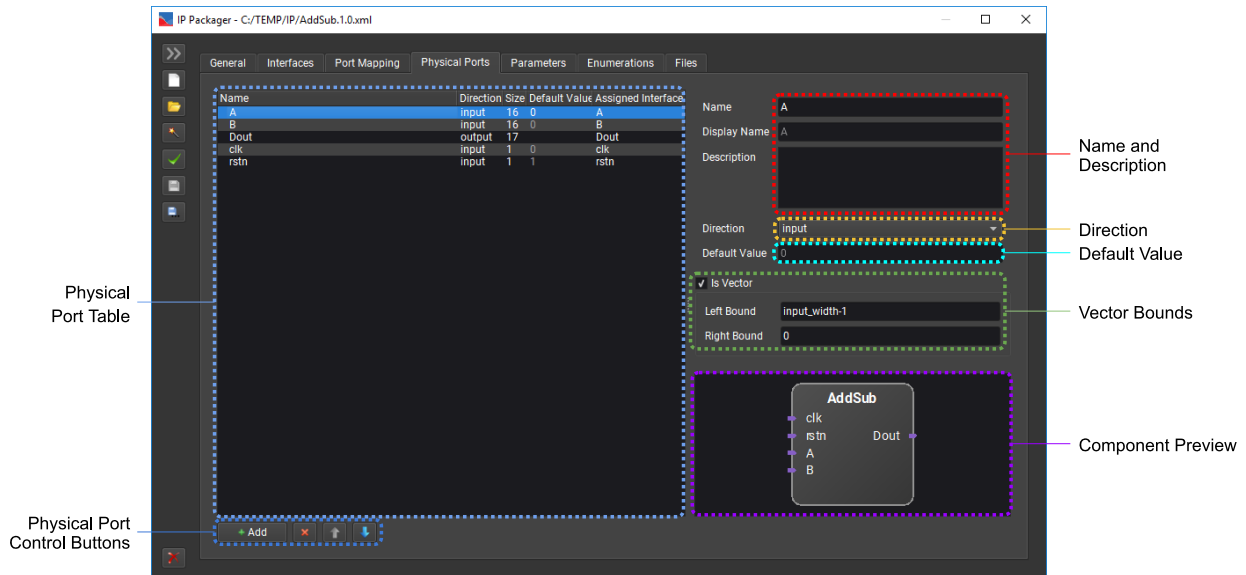 IP Packager - C:/TEMP/IP/AddSub.1.0.xml
General Interfaces Port Mapping Physical Ports Parameters Enumerations Files
Name Direction Size Default Value Assigned Interface
A input 16 0 A
B input 16 0 B
Dout output 17 Dout
clk input 1 0 clk
rstn input 1 1 rstn
Name A
Display Name A
Description
Direction input
Default Value 0
Is Vector
Left Bound input_width-1
Right Bound 0
AddSub
clk
rstn Dout
A
B
+ Add
Physical
Port Table
Physical Port
Control Buttons
Name and
Description
Direction
Default Value
Vector Bounds
Component Preview